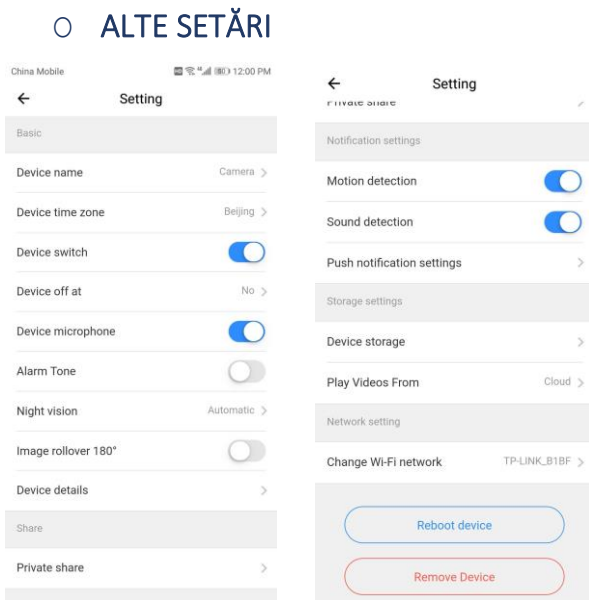 O ALTE SETĂRI
China Mobile 12:00 PM
Setting
Basic
Device name Camera
Device time zone Beijing
Device switch
Device off at No
Device microphone
Alarm Tone
Night vision Automatic
Image rollover 180°
Device details
Share
Private share
Setting
Private share
Notification settings
Motion detection
Sound detection
Push notification settings
Storage settings
Device storage
Play Videos From Cloud
Network setting
Change Wi-Fi network TP-LINK_B1BF
Reboot device
Remove Device